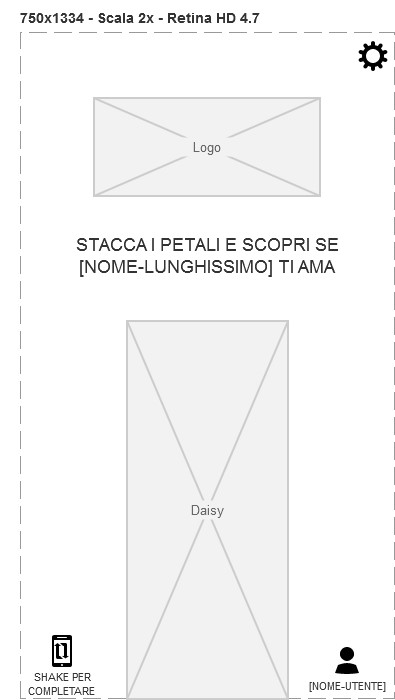 750x1334 - Scala 2x - Retina HD 4.7
Logo
STACCA I PETALI E SCOPRI SE
[NOME-LUNGHISSIMO] TI AMA
Daisy
SHAKE PER
COMPLETARE
[NOME-UTENTE]